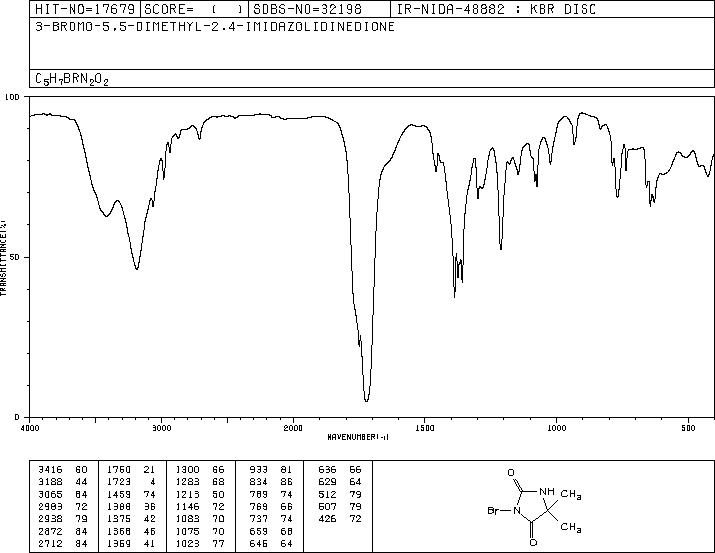 HIT-NO=17679 SCORE= ( ) SDBS-NO=32198 IR-NIDA-48882 : KBR DISC
3-BROMO-5,5-DIMETHYL-2,4-IMIDAZOLIDINEDIONE
C5H7BRN2O2
100
50
0
TRANSMITTANCE(%)
4000 3000 2000 1500 1000 500
WAVENUMBER(-1)
3416 60 1760 21 1300 66 933 81 636 66
3188 44 1723 4 1283 68 834 86 629 64
3065 64 1459 74 1213 50 789 74 512 79
2983 72 1388 36 1146 72 769 66 507 79
2938 79 1375 42 1083 70 737 74 426 72
2872 84 1368 46 1075 70 659 68
2712 84 1359 41 1023 77 646 64
O
NH
CH3
Br
N
CH3
O